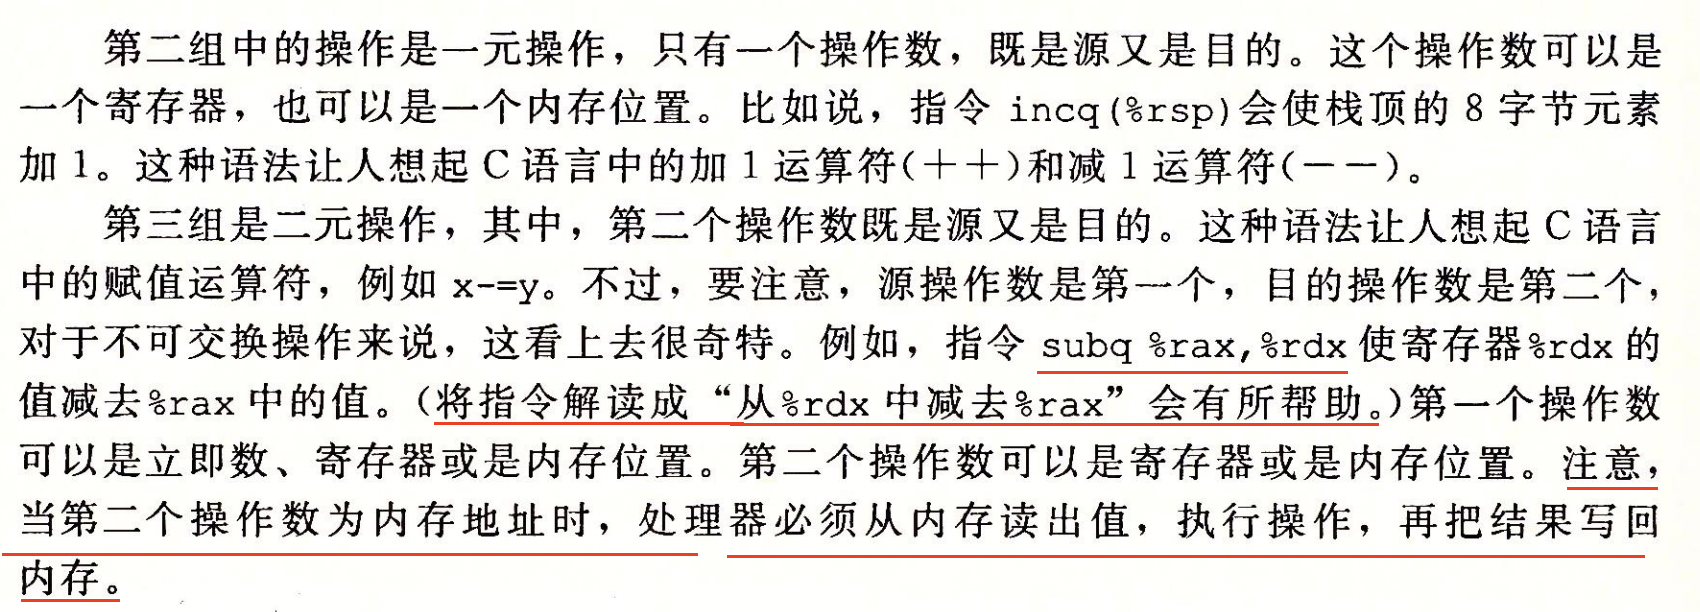 第二组中的操作是一元操作，只有一个操作数，既是源又是目的。这个操作数可以是
一个寄存器，也可以是一个内存位置。比如说，指令 incq(%rsp)会使栈顶的 8 字节元素
加 1。这种语法让人想起 C 语言中的加 1 运算符(++)和减 1 运算符(--)。
第三组是二元操作，其中，第二个操作数既是源又是目的。这种语法让人想起 C 语言
中的赋值运算符，例如 x-=y。不过，要注意，源操作数是第一个，目的操作数是第二个，
对于不可交换操作来说，这看上去很奇特。例如，指令 subq %rax,%rdx 使寄存器%rdx 的
值减去%rax 中的值。(将指令解读成“从%rdx 中减去%rax”会有所帮助。)第一个操作数
可以是立即数、寄存器或是内存位置。第二个操作数可以是寄存器或是内存位置。注意，
当第二个操作数为内存地址时，处理器必须从内存读出值，执行操作，再把结果写回
内存。